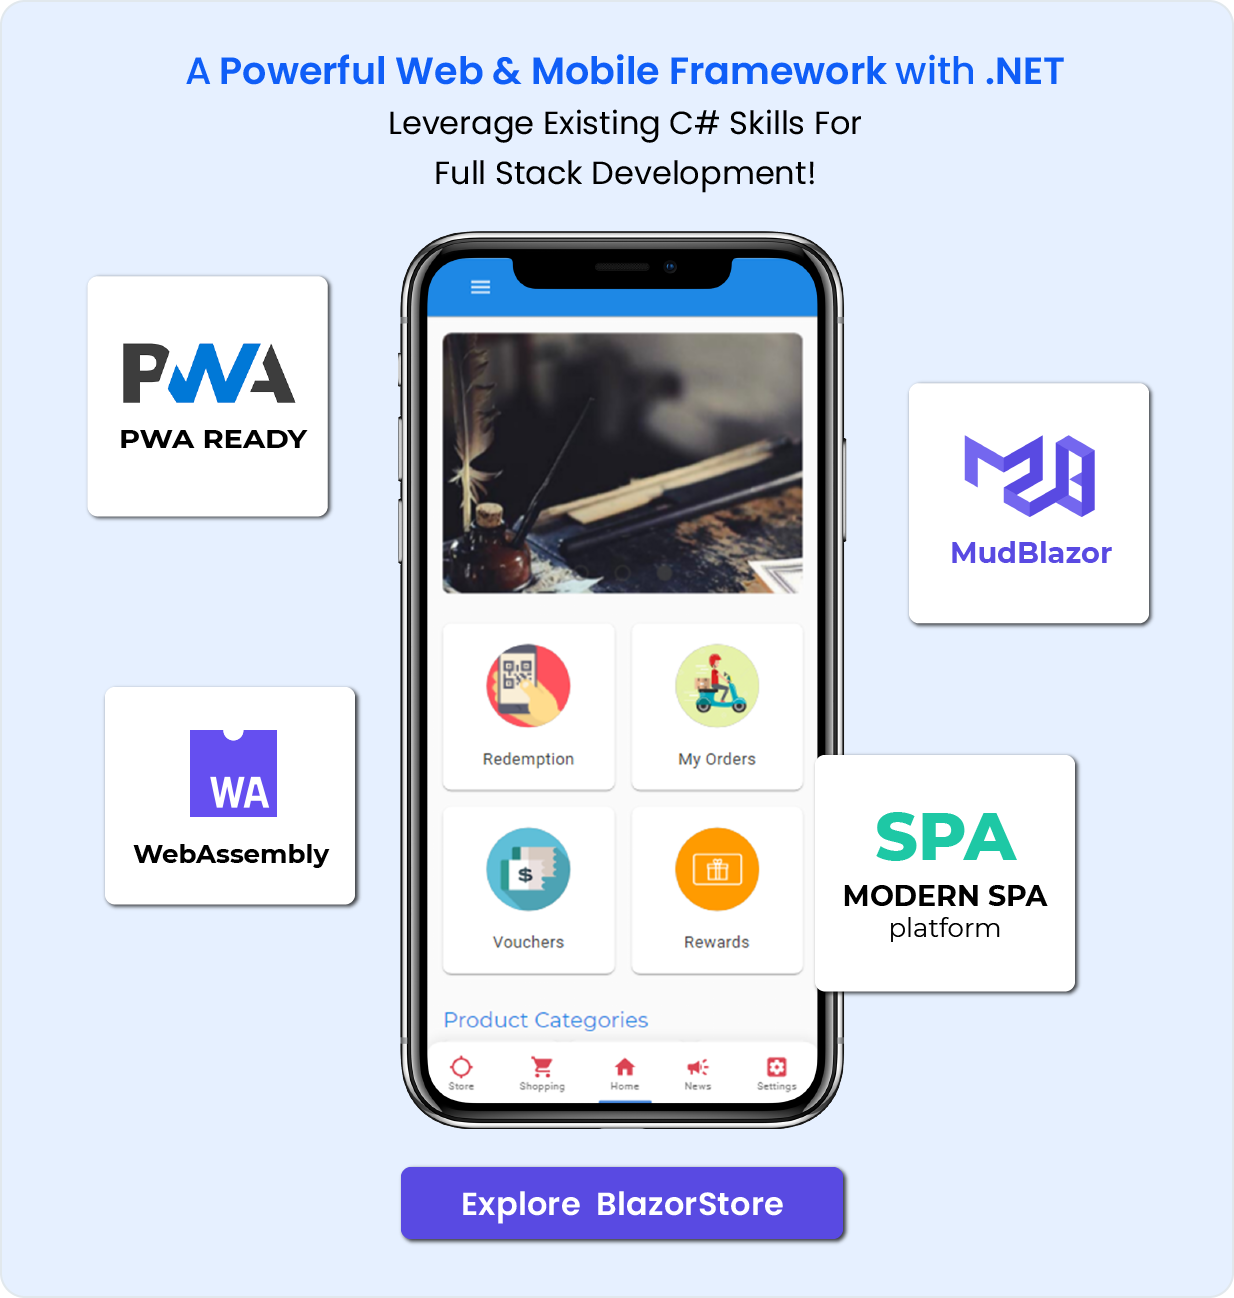 A Powerful Web & Mobile Framework with .NET
Leverage Existing C# Skills For
Full Stack Development!
PWA
PWA READY
MudBlazor
Redemption
My Orders
WA
WebAssembly
Vouchers
Rewards
SPA
MODERN SPA
platform
Product Categories
Store
Shopping
Home
News
Settings
Explore BlazorStore